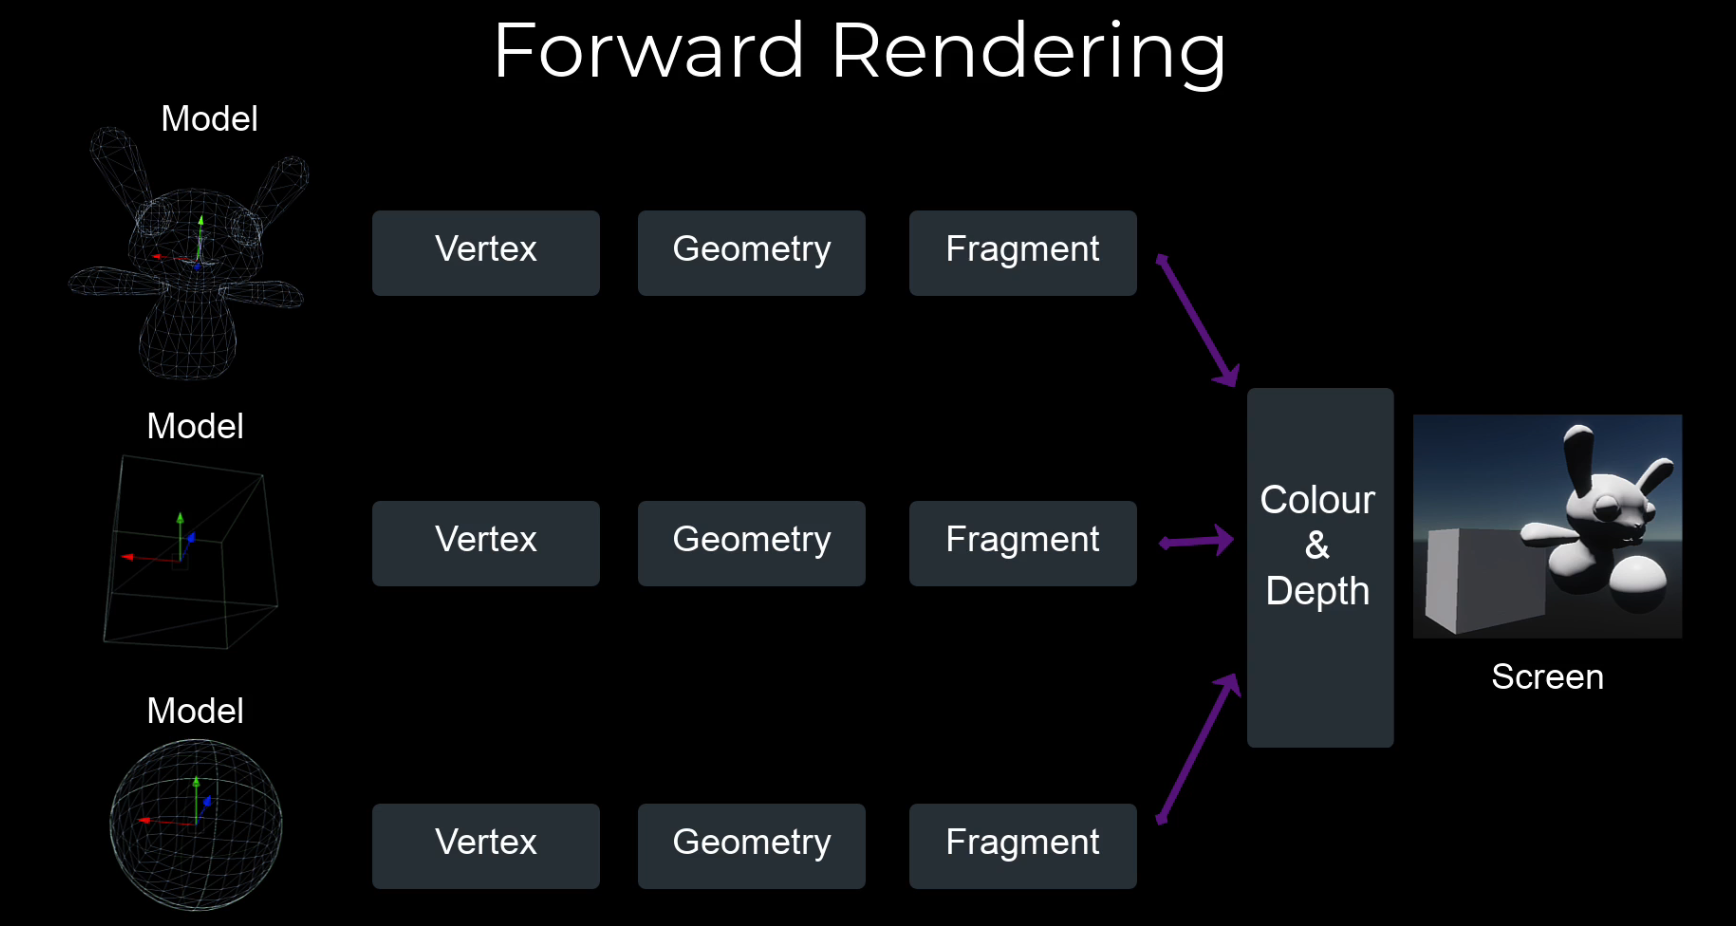 Forward Rendering
Model
Vertex
Geometry
Fragment
Model
Vertex
Geometry
Fragment
Colour
&
Depth
Screen
Model
Vertex
Geometry
Fragment